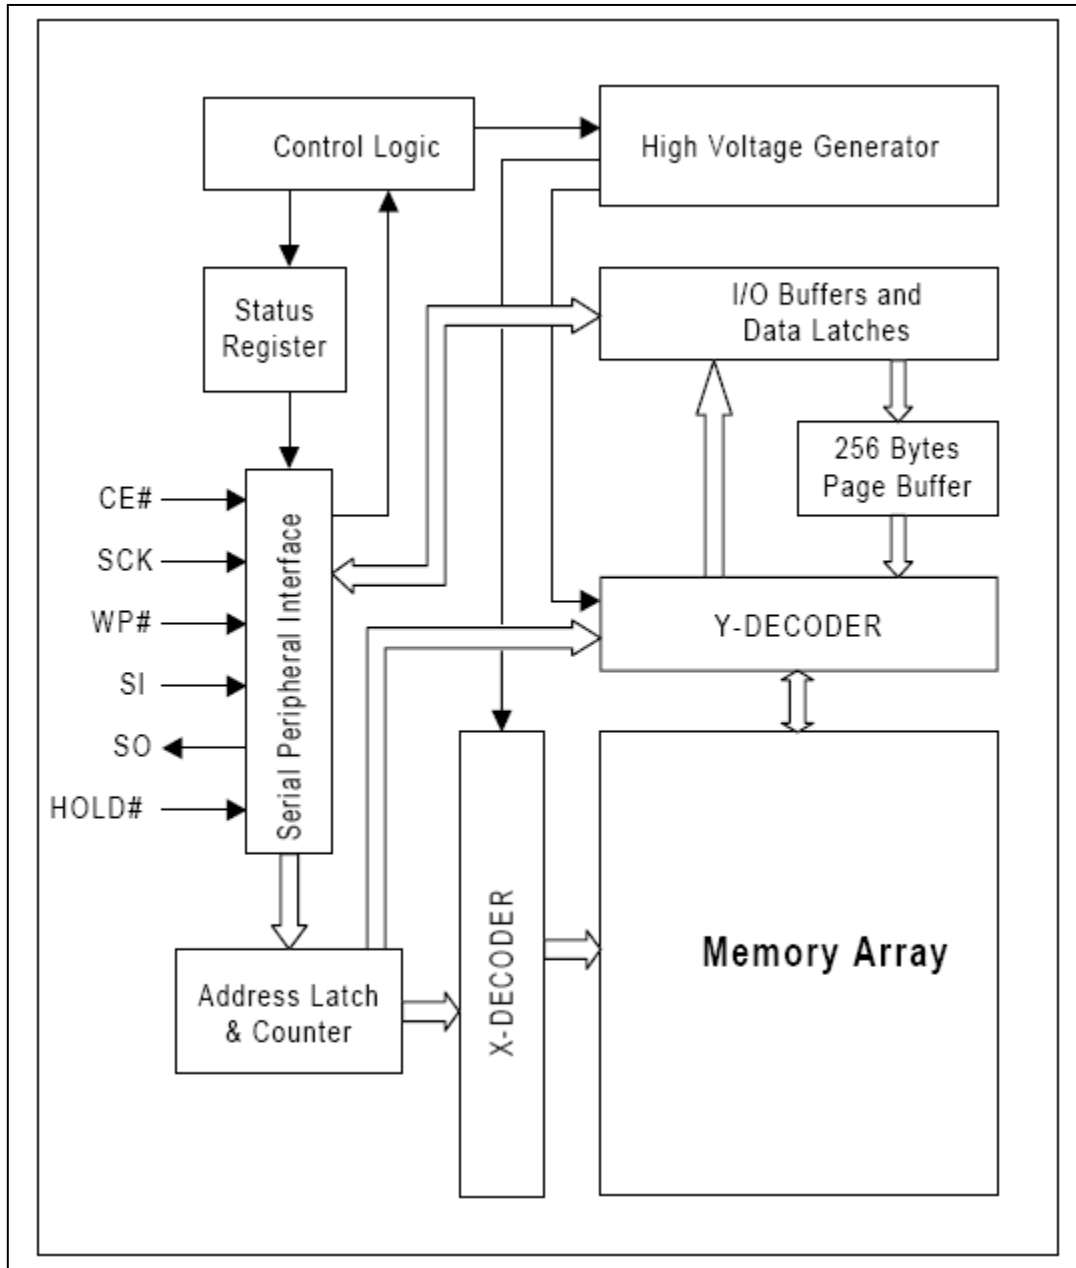 Control Logic
High Voltage Generator
Status
Register
I/O Buffers and
Data Latches
256 Bytes
Page Buffer
CE#
SCK
WP#
SI
SO
HOLD#
Serial Peripheral Interface
Y-DECODER
Address Latch
& Counter
X-DECODER
Memory Array